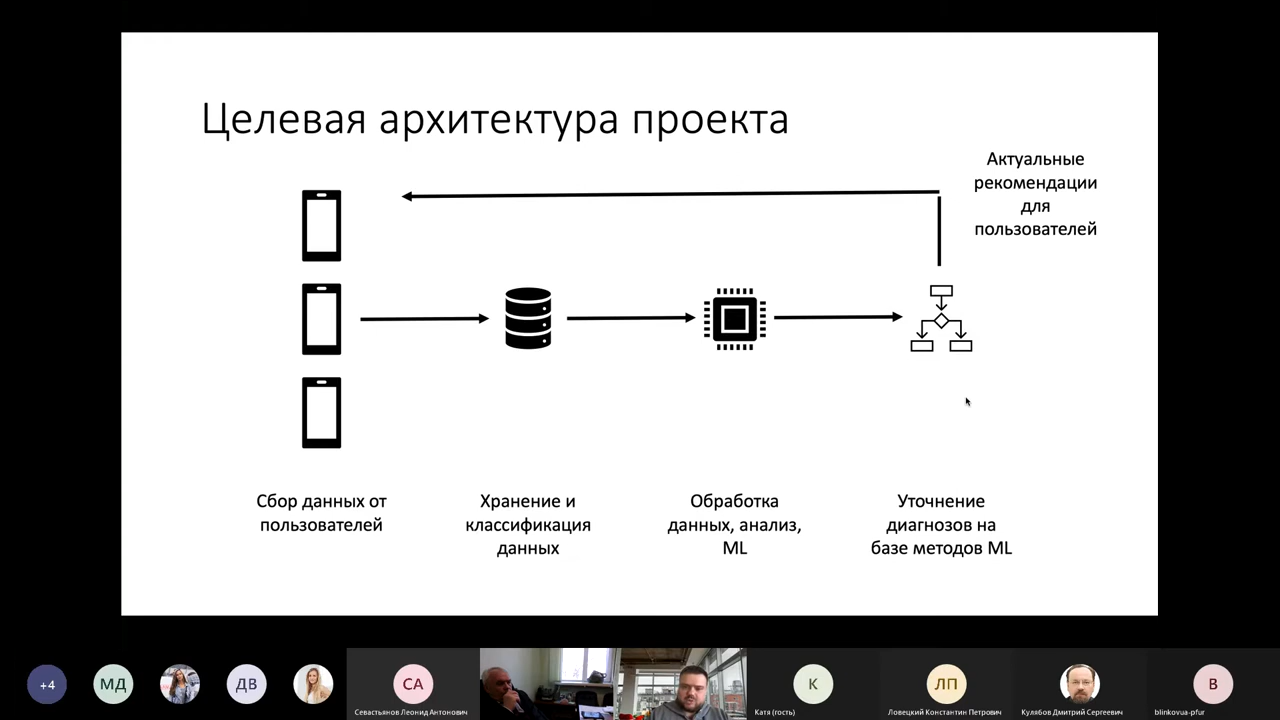 Целевая архитектура проекта
Актуальные
рекомендации
для
пользователей
Сбор данных от
пользователей
Хранение и
классификация
данных
Обработка
данных, анализ,
ML
Уточнение
диагнозов на
базе методов ML
+4
МД
ДВ
СА
К
ЛП
B
Севастьянов Леонид Антонович
Катя (гость)
Ловецкий Константин Петрович
Кулябов Дмитрий Сергеевич
blinkovua-pfur